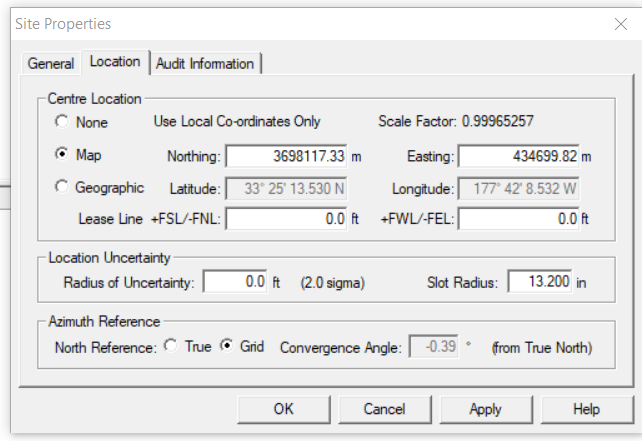 Site Properties
General Location Audit Information
Centre Location
None Use Local Co-ordinates Only Scale Factor: 0.99965257
Map Northing: 3698117.33 m Easting: 434699.82 m
Geographic Latitude: 33° 25' 13.530 N Longitude: 177° 42' 8.532 W
Lease Line +FSL/-FNL: 0.0 ft +FWL/-FEL: 0.0 ft
Location Uncertainty
Radius of Uncertainty: 0.0 ft (2.0 sigma) Slot Radius: 13.200 in
Azimuth Reference
North Reference: True Grid Convergence Angle: -0.39 ° (from True North)
OK Cancel Apply Help